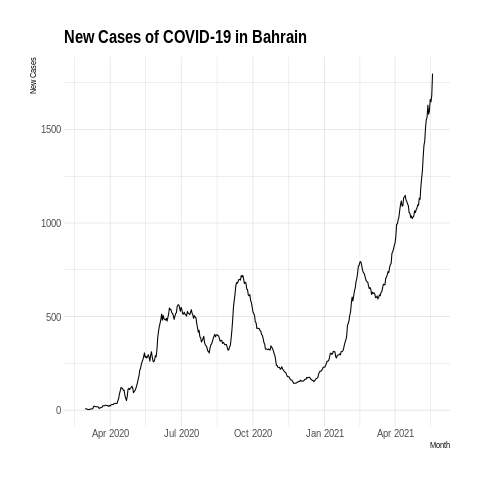 New Cases of COVID-19 in Bahrain
New Cases
1500
1000
500
0
Apr 2020 Jul 2020 Oct 2020 Jan 2021 Apr 2021
Month